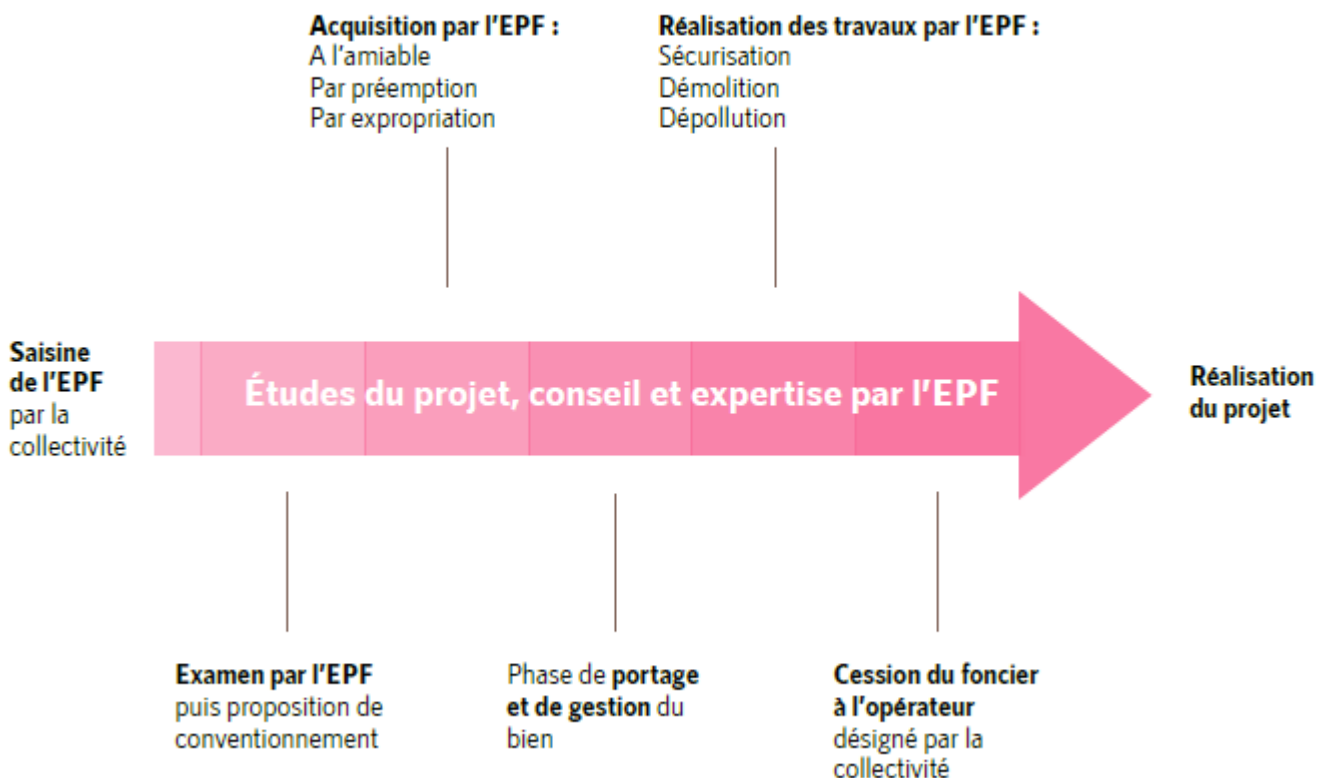 Acquisition par l'EPF :
A l'amiable
Par préemption
Par expropriation
Réalisation des travaux par l'EPF :
Sécurisation
Démolition
Dépollution
Saisine
de l'EPF
par la
collectivité
Études du projet, conseil et expertise par l'EPF
Réalisation
du projet
Examen par l'EPF
puis proposition de
conventionnement
Phase de portage
et de gestion du
bien
Cession du foncier
à l'opérateur
désigné par la
collectivité